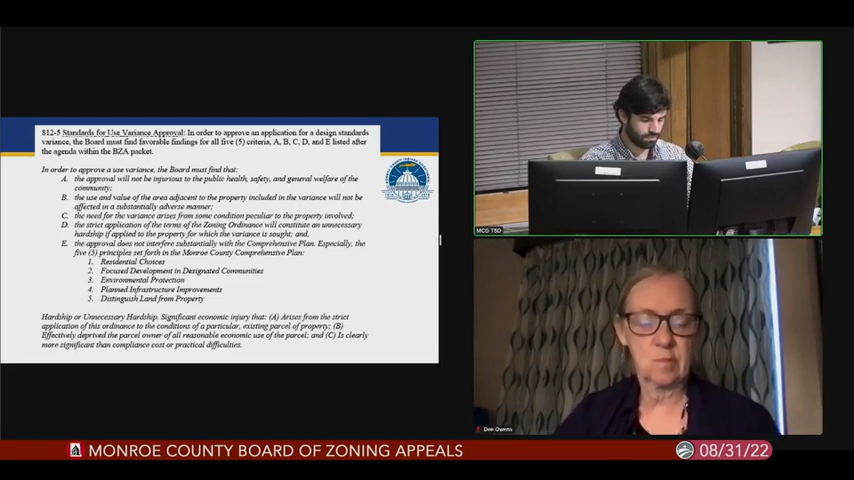 812-5 Standards for Use Variance Approval: In order to approve an application for a design standards
variance, the Board must find favorable findings for all five (5) criteria, A, B, C, D, and E listed after
the agenda within the BZA packet.
In order to approve a use variance, the Board must find that:
A. the approval will not be injurious to the public health, safety, and general welfare of the
community;
B. the use and value of the area adjacent to the property included in the variance will not be
affected in a substantially adverse manner;
C. the need for the variance arises from some condition peculiar to the property involved;
D. the strict application of the terms of the Zoning Ordinance will constitute an unnecessary
hardship if applied to the property for which the variance is sought; and,
E. the approval does not interfere substantially with the Comprehensive Plan. Especially, the
five (5) principles set forth in the Monroe County Comprehensive Plan:
1. Residential Choices
2. Focused Development in Designated Communities
3. Environmental Protection
4. Planned Infrastructure Improvements
5. Distinguish Land from Property
Hardship or Unnecessary Hardship. Significant economic injury that: (A) Arises from the strict
application of this ordinance to the conditions of a particular, existing parcel of property; (B)
Effectively deprived the parcel owner of all reasonable economic use of the parcel; and (C) Is clearly
more significant than compliance cost or practical difficulties.
MCG TSD
Dee Owens
MONROE COUNTY BOARD OF ZONING APPEALS
08/31/22